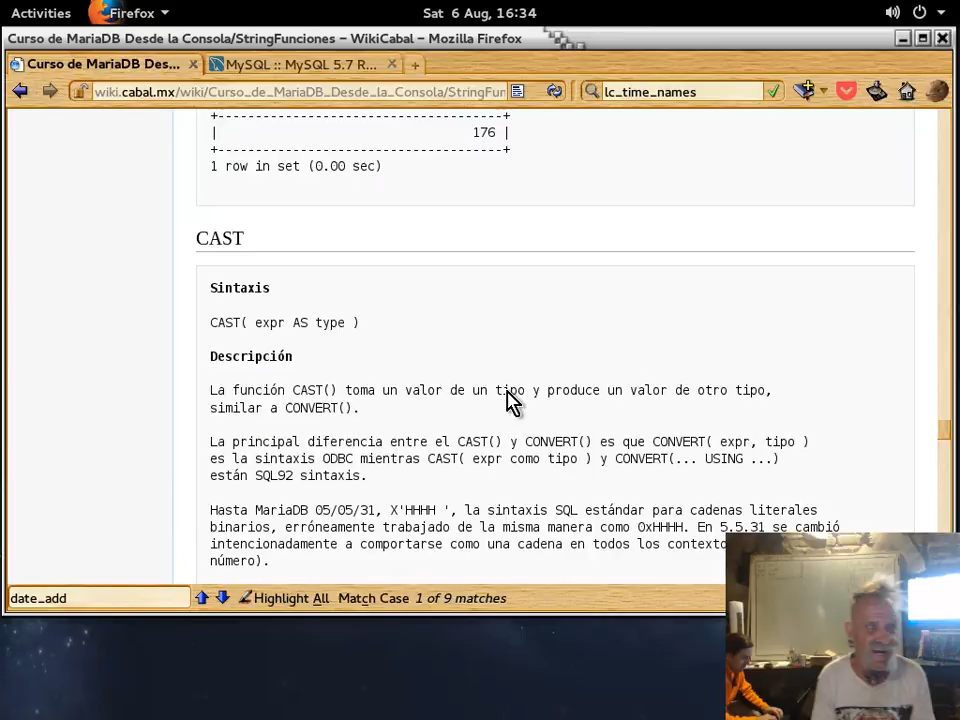 Activities Firefox Sat 6 Aug, 16:34
Curso de MariaDB Desde la Consola/StringFunciones – WikiCabal – Mozilla Firefox
Curso de MariaDB Des... MySQL :: MySQL 5.7 R...
wiki.cabal.mx/wiki/Curso_de_MariaDB_Desde_la_Consola/StringFun lc_time_names
+--------------------------------------+
| 176 |
+--------------------------------------+
1 row in set (0.00 sec)
CAST
Sintaxis
CAST( expr AS type )
Descripción
La función CAST() toma un valor de un tipo y produce un valor de otro tipo,
similar a CONVERT().
La principal diferencia entre el CAST() y CONVERT() es que CONVERT( expr, tipo )
es la sintaxis ODBC mientras CAST( expr como tipo ) y CONVERT(... USING ...)
están SQL92 sintaxis.
Hasta MariaDB 05/05/31, X'HHHH ', la sintaxis SQL estándar para cadenas literales
binarios, erróneamente trabajado de la misma manera como 0xHHHH. En 5.5.31 se cambió
intencionadamente a comportarse como una cadena en todos los contexto
número).
date_add Highlight All Match Case 1 of 9 matches